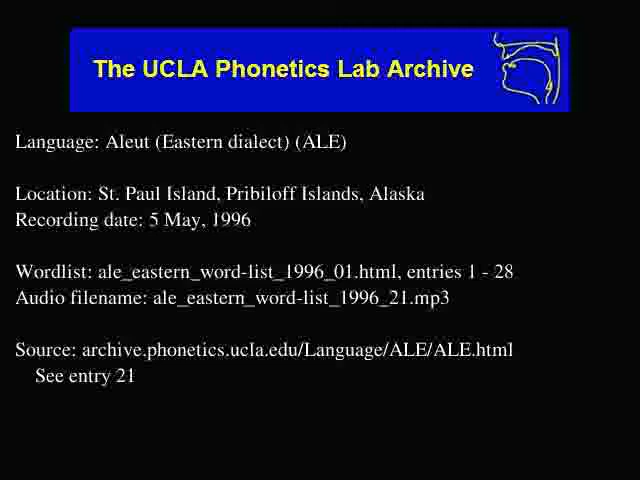 The UCLA Phonetics Lab Archive
Language: Aleut (Eastern dialect) (ALE)
Location: St. Paul Island, Pribiloff Islands, Alaska
Recording date: 5 May, 1996
Wordlist: ale_eastern_word-list_1996_01.html, entries 1 - 28
Audio filename: ale_eastern_word-list_1996_21.mp3
Source: archive.phonetics.ucla.edu/Language/ALE/ALE.html
See entry 21